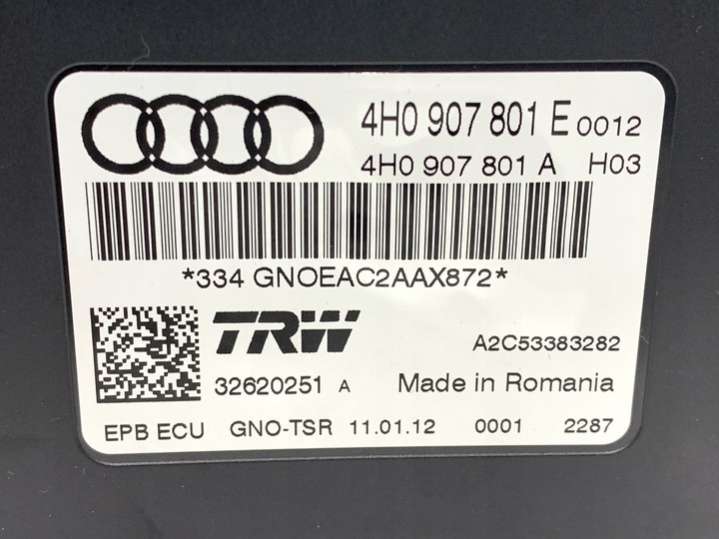 4H0 907 801 E 0012
4H0 907 801 A H03
*334 GNOEAC2AAX872*
TRW
A2C53383282
32620251 A Made in Romania
EPB ECU GNO-TSR 11.01.12 0001 2287